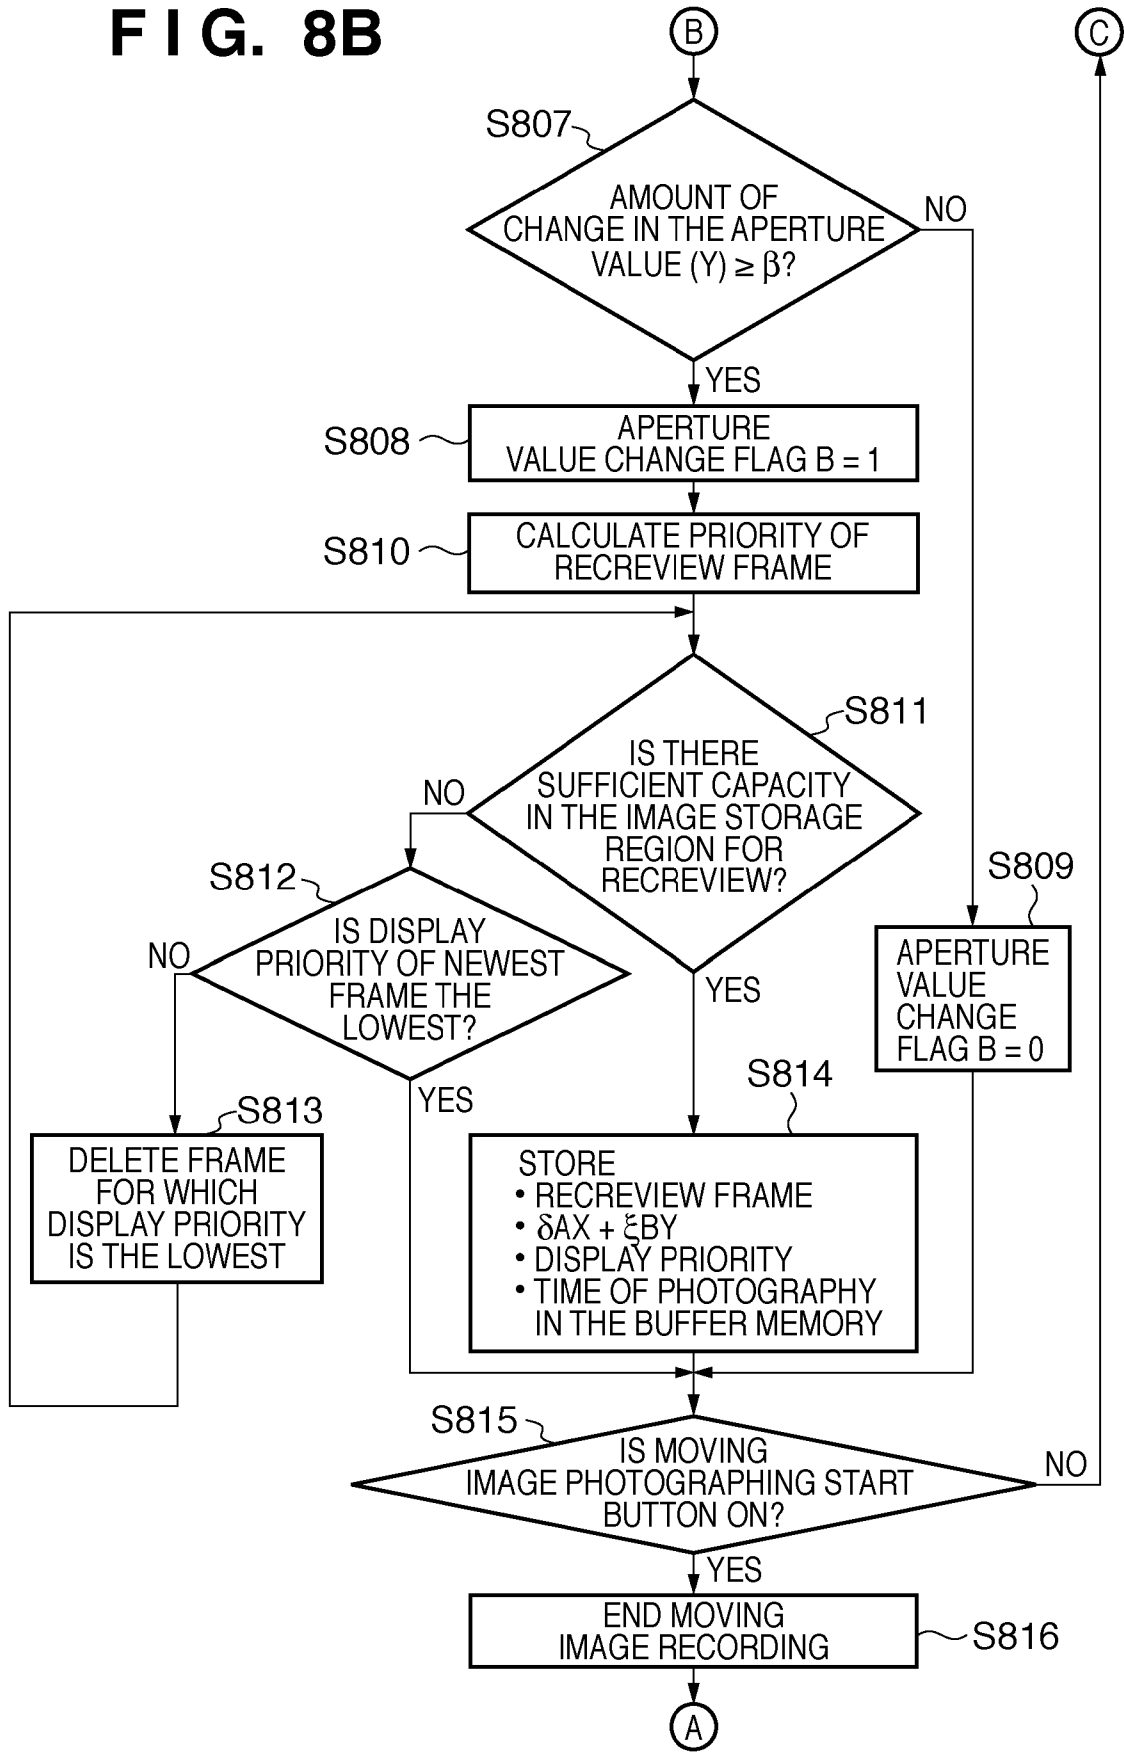 FIG. 8B
B
C
S807
AMOUNT OF
CHANGE IN THE APERTURE
VALUE (Y) ≥ β?
NO
YES
S808
APERTURE
VALUE CHANGE FLAG B = 1
S810
CALCULATE PRIORITY OF
RECREVIEW FRAME
S811
IS THERE
SUFFICIENT CAPACITY
IN THE IMAGE STORAGE
REGION FOR
RECREVIEW?
NO
YES
S812
IS DISPLAY
PRIORITY OF NEWEST
FRAME THE
LOWEST?
NO
YES
S809
APERTURE
VALUE
CHANGE
FLAG B = 0
S813
DELETE FRAME
FOR WHICH
DISPLAY PRIORITY
IS THE LOWEST
S814
STORE
• RECREVIEW FRAME
• δAX + ξBY
• DISPLAY PRIORITY
• TIME OF PHOTOGRAPHY
IN THE BUFFER MEMORY
S815
IS MOVING
IMAGE PHOTOGRAPHING START
BUTTON ON?
NO
YES
END MOVING
IMAGE RECORDING
S816
A